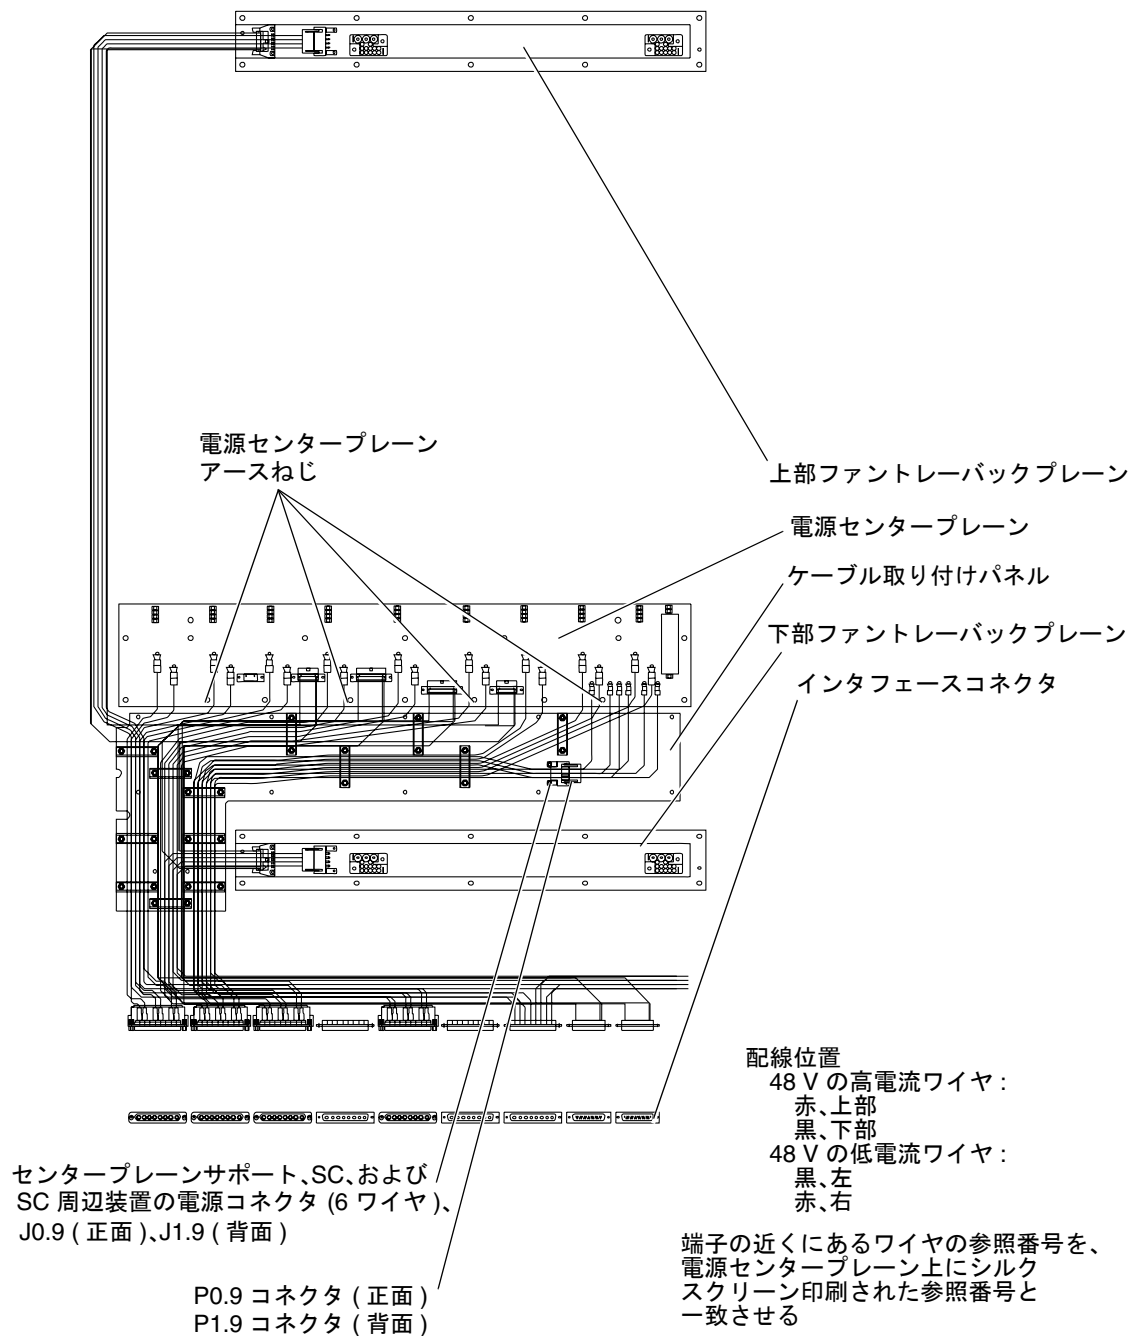 電源センタープレーン
アースねじ
上部ファントレーバックプレーン
電源センタープレーン
ケーブル取り付けパネル
下部ファントレーバックプレーン
インタフェースコネクタ
配線位置
48 V の高電流ワイヤ :
赤、上部
黒、下部
48 V の低電流ワイヤ :
黒、左
赤、右
センタープレーンサポート、SC、および
SC 周辺装置の電源コネクタ (6 ワイヤ )、
J0.9 ( 正面 )、J1.9 ( 背面 )
端子の近くにあるワイヤの参照番号を、
電源センタープレーン上にシルク
スクリーン印刷された参照番号と
一致させる
P0.9 コネクタ ( 正面 )
P1.9 コネクタ ( 背面 )